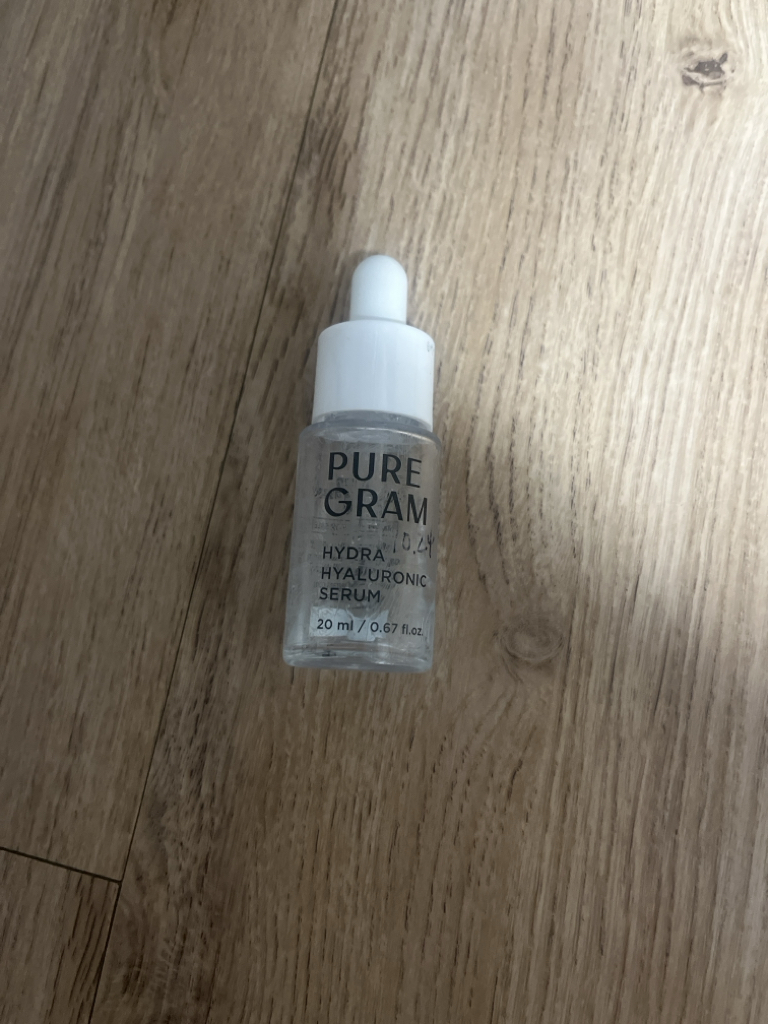 PURE
GRAM
HYDRA
HYALURONIC
SERUM
20 ml / 0.67 fl.oz.